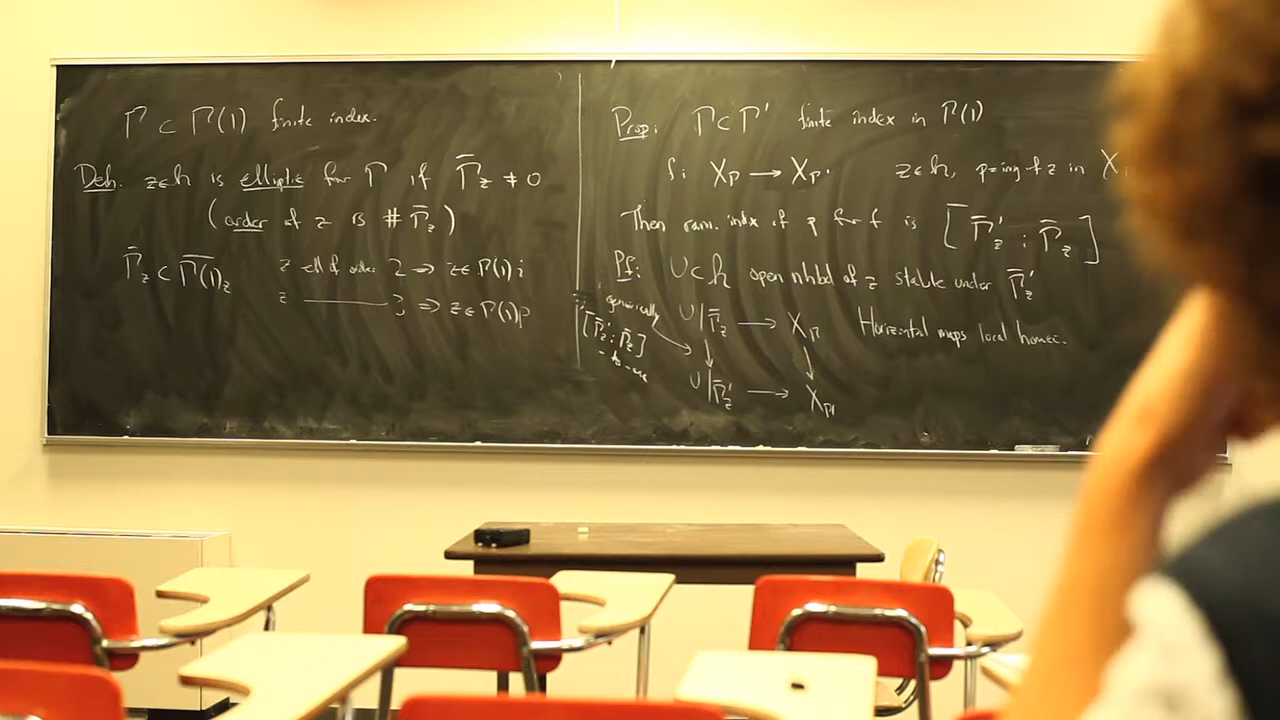 Γ ⊂ Γ(1) finite index.
Defn. z∈h is elliptic for Γ if Γ̄_z ≠ 0
(order of z is # Γ̄_z)
Γ̄_z ⊂ Γ̄(1)_z
z ell of order 2 ⇒ z∈Γ(1)i
z ——— 3 ⇒ z∈Γ(1)ρ
Prop: Γ⊂Γ' finite index in Γ(1)
f: X_Γ → X_Γ' z∈h, p=img of z in X
Then ram. index of p for f is [Γ̄'_z : Γ̄_z]
Pf: U⊂h open nhbd of z stable under Γ̄'_z
generically
[Γ̄'_z : Γ̄_z]
-to-one
U/Γ̄_z → X_Γ Horizontal maps local homeo.
↓ ↓
U/Γ̄'_z → X_Γ'